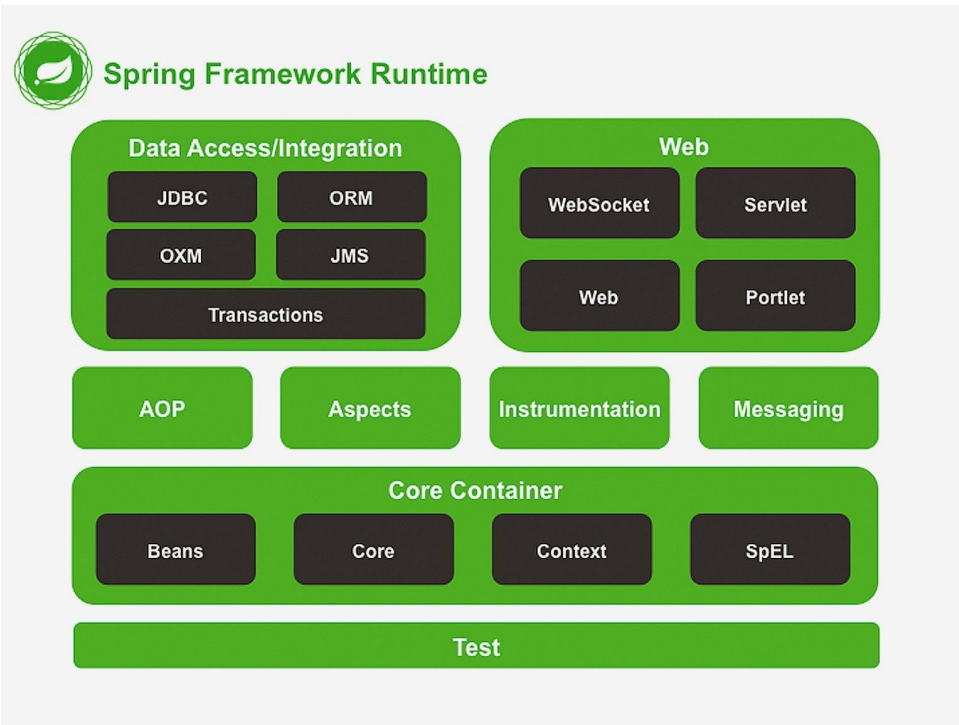 Spring Framework Runtime
Data Access/Integration
JDBC
ORM
OXM
JMS
Transactions
Web
WebSocket
Servlet
Web
Portlet
AOP
Aspects
Instrumentation
Messaging
Core Container
Beans
Core
Context
SpEL
Test